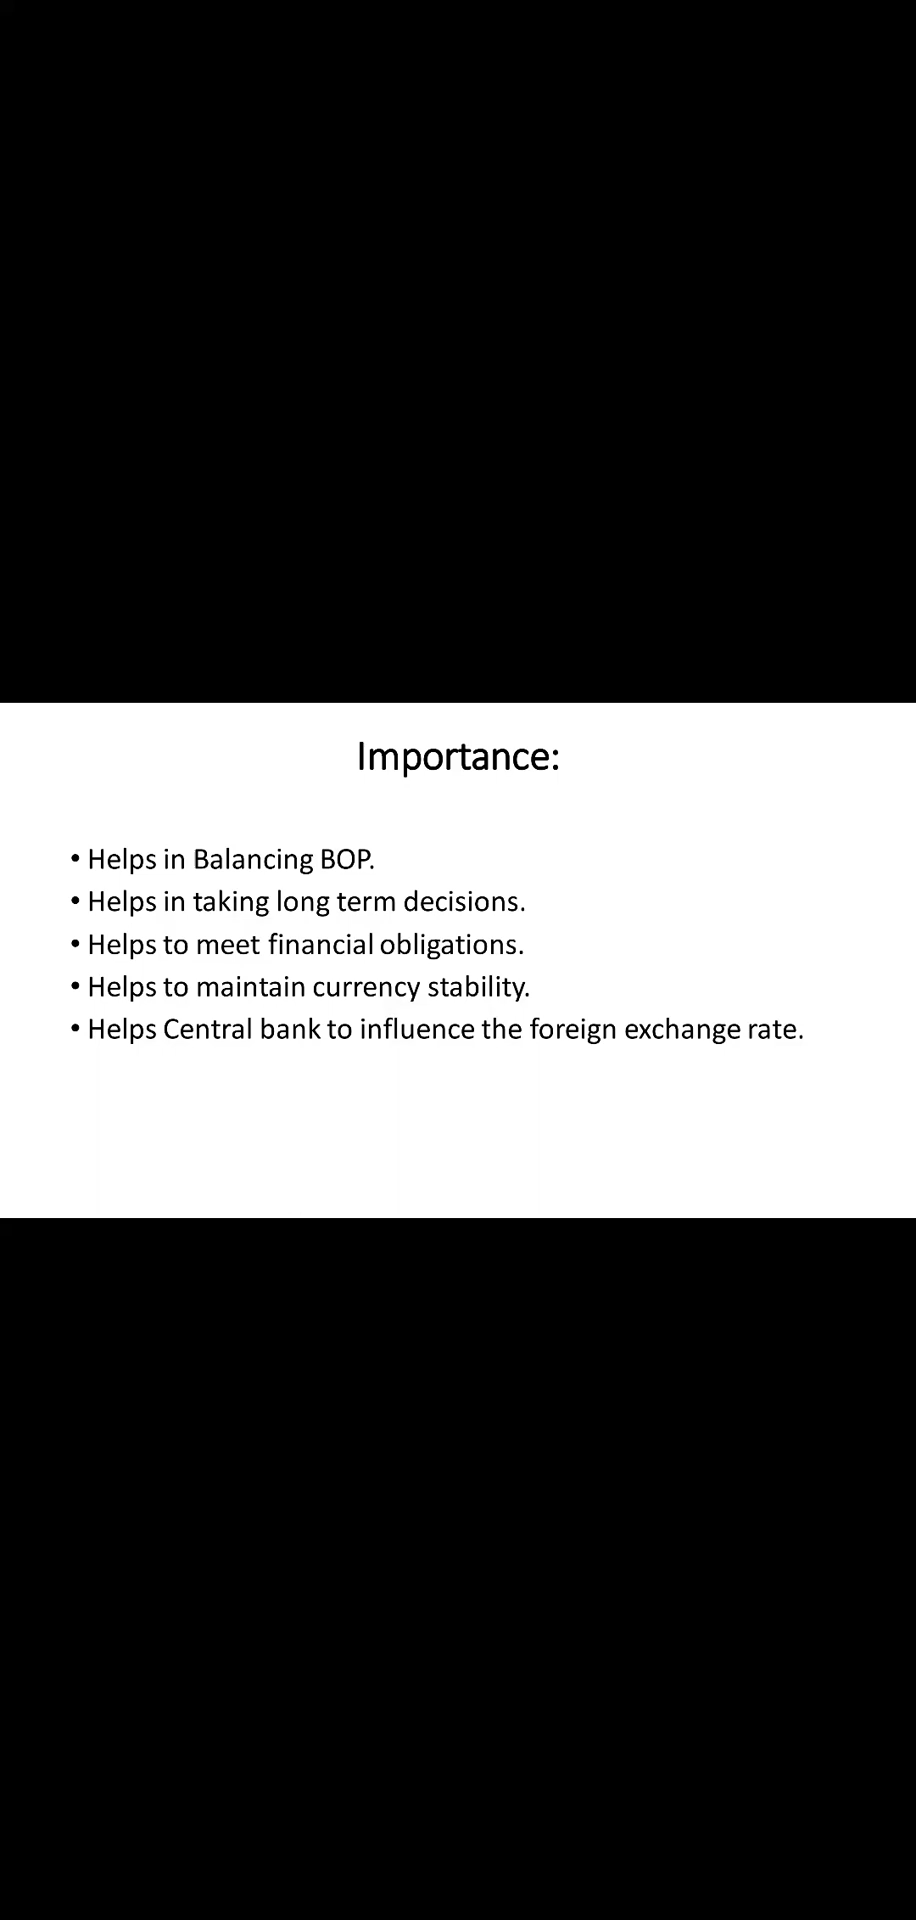 Importance:
• Helps in Balancing BOP.
• Helps in taking long term decisions.
• Helps to meet financial obligations.
• Helps to maintain currency stability.
• Helps Central bank to influence the foreign exchange rate.